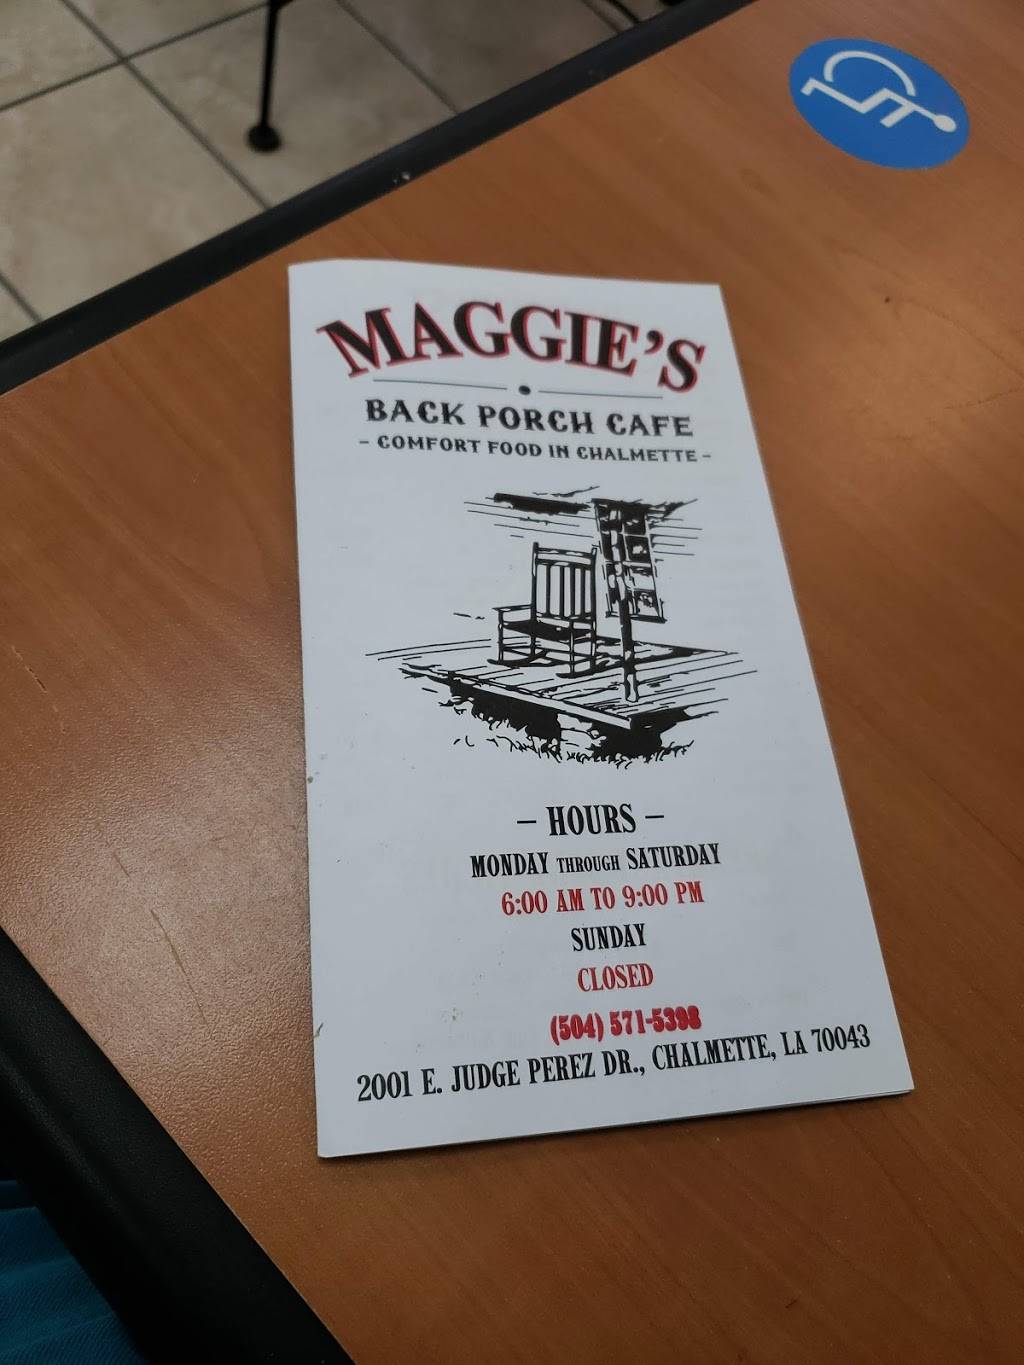 MAGGIE'S
BACK PORCH CAFE
- COMFORT FOOD IN CHALMETTE -
- HOURS -
MONDAY THROUGH SATURDAY
6:00 AM TO 9:00 PM
SUNDAY
CLOSED
(504) 571-5398
2001 E. JUDGE PEREZ DR., CHALMETTE, LA 70043